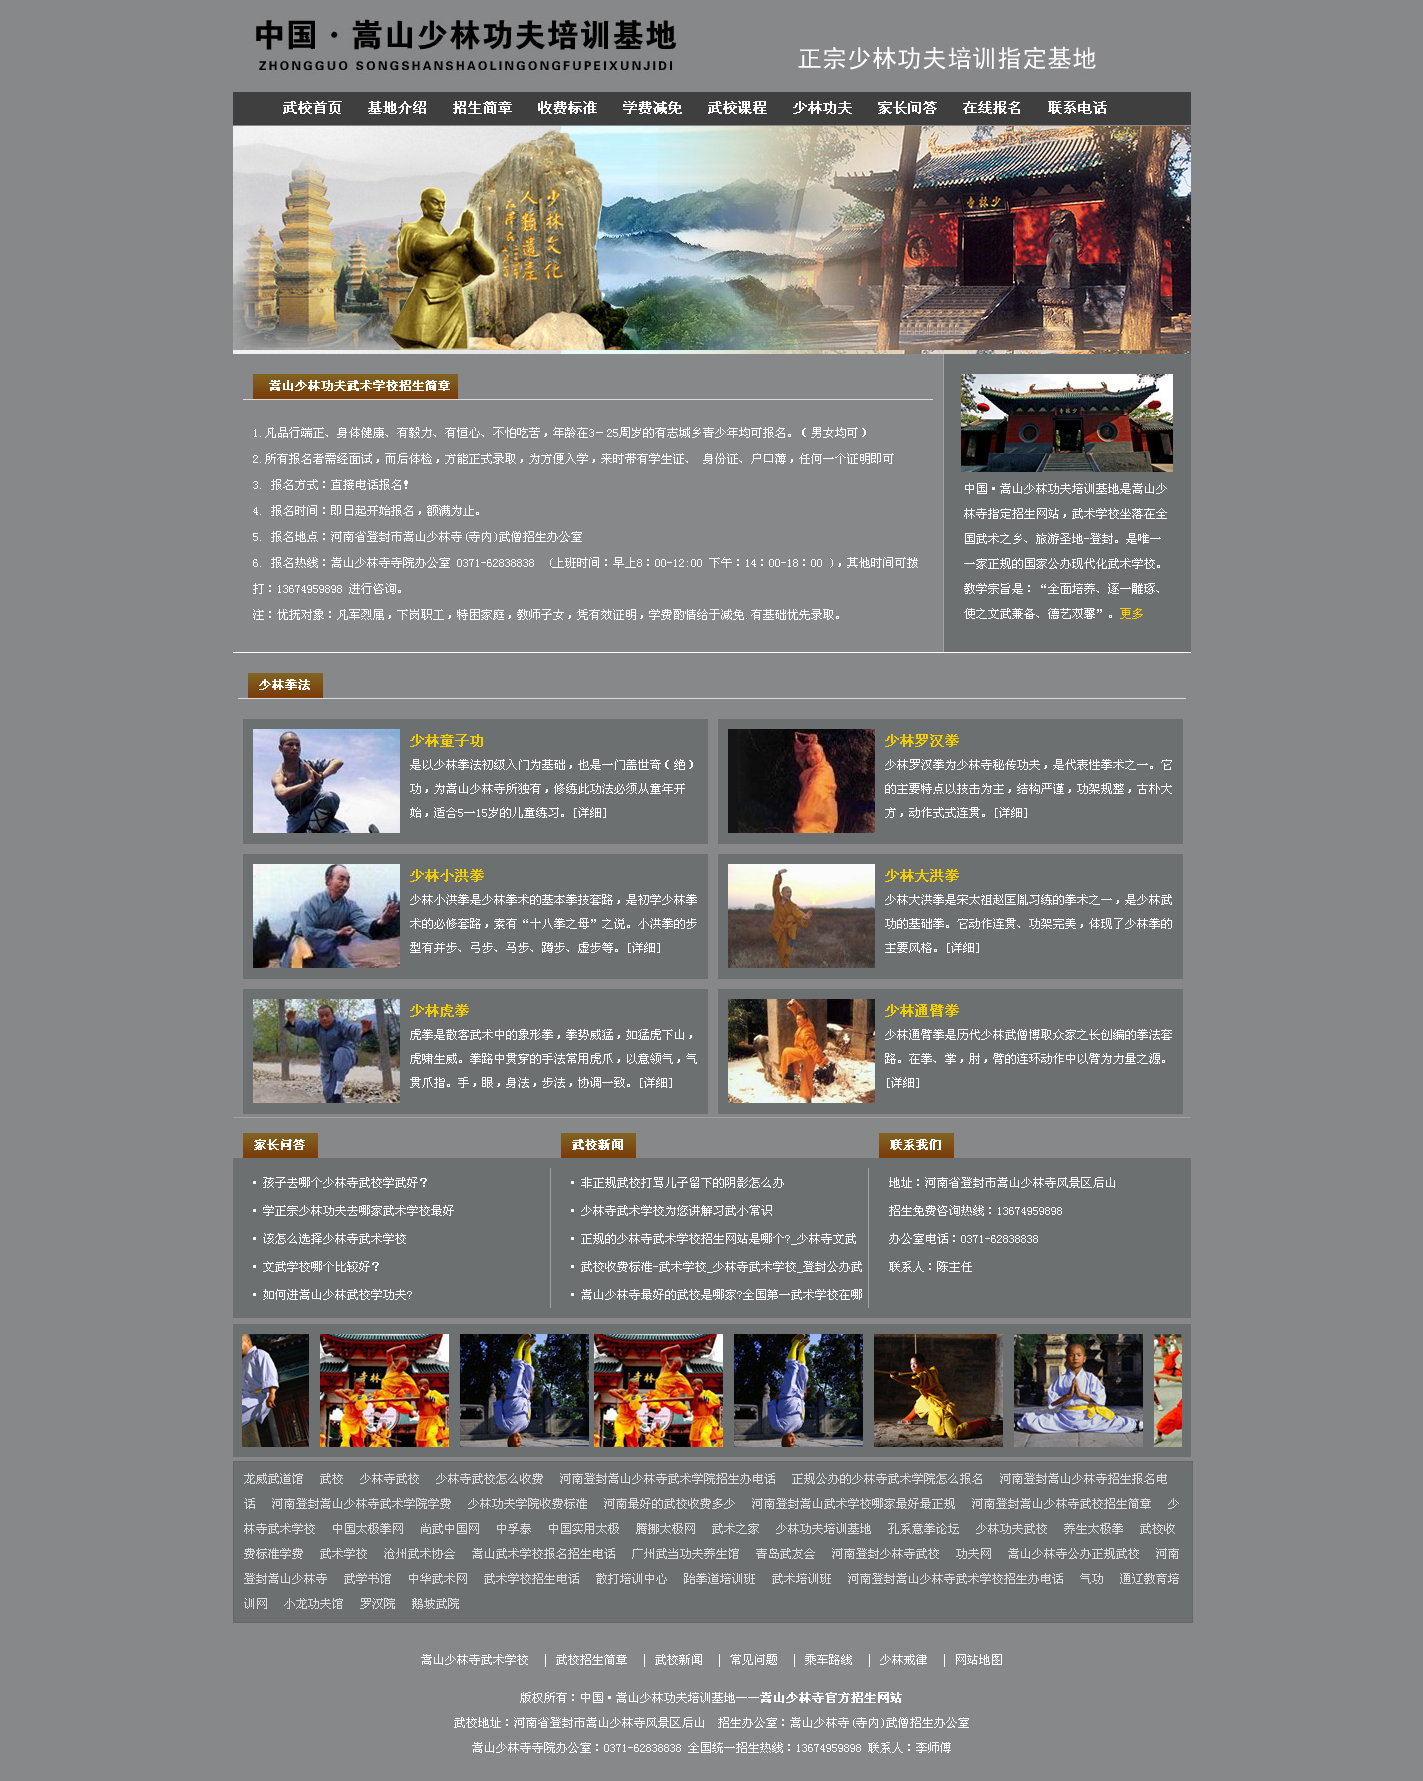 中国·嵩山少林功夫培训基地
ZHONGGUO SONGSHANSHAOLINGONGFUPEIXUNJIDI
正宗少林功夫培训指定基地
武校首页 基地介绍 招生简章 收费标准 学费减免 武校课程 少林功夫 家长问答 在线报名 联系电话
少林文化
人類遺産
少林寺
嵩山少林功夫武术学校招生简章
1.凡品行端正、身体健康、有毅力、有恒心、不怕吃苦，年龄在3－25周岁的有志城乡青少年均可报名。（男女均可）
2.所有报名者需经面试，而后体检，方能正式录取，为方便入学，来时带有学生证、 身份证、户口薄，任何一个证明即可
3. 报名方式：直接电话报名！
4. 报名时间：即日起开始报名，额满为止。
5. 报名地点：河南省登封市嵩山少林寺(寺内)武僧招生办公室
6. 报名热线：嵩山少林寺寺院办公室 0371-62838838 （上班时间：早上8：00-12:00 下午：14：00-18：00 )，其他时间可拨
打：13674959898 进行咨询。
注：优抚对象：凡军烈属，下岗职工，特困家庭，教师子女，凭有效证明，学费酌情给于减免.有基础优先录取。
中国·嵩山少林功夫培训基地是嵩山少
林寺指定招生网站，武术学校坐落在全
国武术之乡、旅游圣地-登封。是唯一
一家正规的国家公办现代化武术学校。
教学宗旨是：“全面培养、逐一雕琢、
使之文武兼备、德艺双馨”。更多
少林拳法
少林童子功
是以少林拳法初级入门为基础，也是一门盖世奇（绝）
功，为嵩山少林寺所独有，修练此功法必须从童年开
始，适合5—15岁的儿童练习。[详细]
少林罗汉拳
少林罗汉拳为少林寺秘传功夫，是代表性拳术之一。它
的主要特点以技击为主，结构严谨，功架规整，古朴大
方，动作式式连贯。[详细]
少林小洪拳
少林小洪拳是少林拳术的基本拳技套路，是初学少林拳
术的必修套路，素有“十八拳之母”之说。小洪拳的步
型有并步、弓步、马步、蹲步、虚步等。[详细]
少林大洪拳
少林大洪拳是宋太祖赵匡胤习练的拳术之一，是少林武
功的基础拳。它动作连贯、功架完美，体现了少林拳的
主要风格。[详细]
少林虎拳
虎拳是散客武术中的象形拳，拳势威猛，如猛虎下山，
虎啸生威。拳路中贯穿的手法常用虎爪，以意领气，气
贯爪指。手，眼，身法，步法，协调一致。[详细]
少林通臂拳
少林通臂拳是历代少林武僧博取众家之长创编的拳法套
路。在拳、掌，肘，臂的连环动作中以臂为力量之源。
[详细]
家长问答
· 孩子去哪个少林寺武校学武好？
· 学正宗少林功夫去哪家武术学校最好
· 该怎么选择少林寺武术学校
· 文武学校哪个比较好？
· 如何进嵩山少林武校学功夫?
武校新闻
· 非正规武校打骂儿子留下的阴影怎么办
· 少林寺武术学校为您讲解习武小常识
· 正规的少林寺武术学校招生网站是哪个?_少林寺文武
· 武校收费标准-武术学校_少林寺武术学校_登封公办武
· 嵩山少林寺最好的武校是哪家?全国第一武术学校在哪
联系我们
地址：河南省登封市嵩山少林寺风景区后山
招生免费咨询热线：13674959898
办公室电话：0371-62838838
联系人：陈主任
龙威武道馆 武校 少林寺武校 少林寺武校怎么收费 河南登封嵩山少林寺武术学院招生办电话 正规公办的少林寺武术学院怎么报名 河南登封嵩山少林寺招生报名电
话 河南登封嵩山少林寺武术学院学费 少林功夫学院收费标准 河南最好的武校收费多少 河南登封嵩山武术学校哪家最好最正规 河南登封嵩山少林寺武校招生简章 少
林寺武术学校 中国太极拳网 尚武中国网 中孚泰 中国实用太极 腾挪太极网 武术之家 少林功夫培训基地 孔系意拳论坛 少林功夫武校 养生太极拳 武校收
费标准学费 武术学校 沧州武术协会 嵩山武术学校报名招生电话 广州武当功夫养生馆 青岛武友会 河南登封少林寺武校 功夫网 嵩山少林寺公办正规武校 河南
登封嵩山少林寺 武学书馆 中华武术网 武术学校招生电话 散打培训中心 跆拳道培训班 武术培训班 河南登封嵩山少林寺武术学校招生办电话 气功 通辽教育培
训网 小龙功夫馆 罗汉院 鹅坡武院
嵩山少林寺武术学校 | 武校招生简章 | 武校新闻 | 常见问题 | 乘车路线 | 少林戒律 | 网站地图
版权所有：中国·嵩山少林功夫培训基地——嵩山少林寺官方招生网站
武校地址：河南省登封市嵩山少林寺风景区后山 招生办公室：嵩山少林寺(寺内)武僧招生办公室
嵩山少林寺寺院办公室：0371-62838838 全国统一招生热线：13674959898 联系人：李师傅